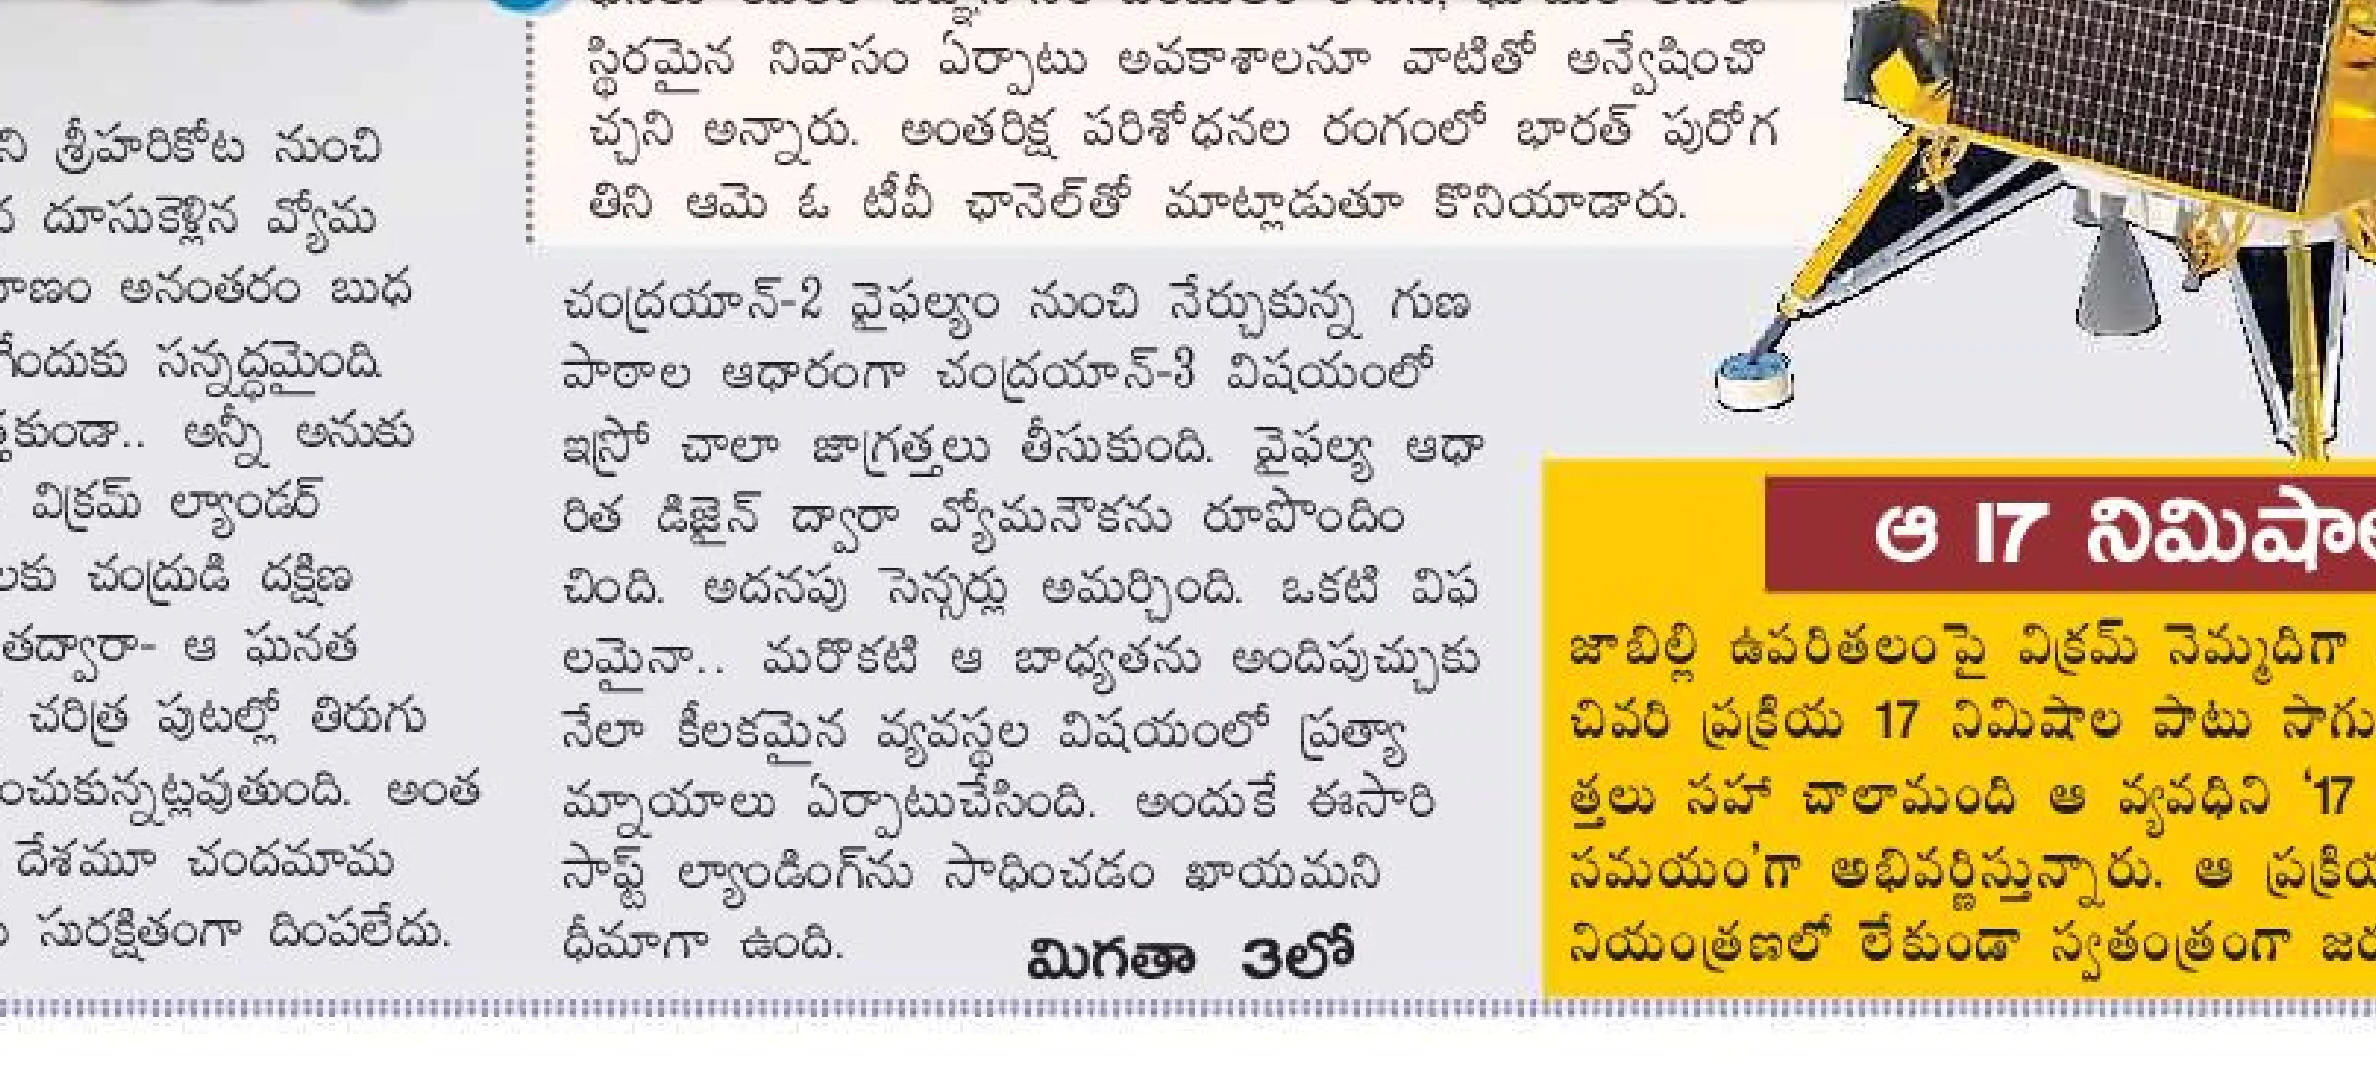 ని శ్రీహరికోట నుంచి
దూసుకెళ్లిన వ్యోమ
అనంతరం బుధ
సన్నద్ధమైంది
అన్నీ అనుకు
విక్రమ్ ల్యాండర్
చంద్రుడి దక్షిణ
తద్వారా- ఆ ఘనత
చరిత్ర పుటల్లో తిరుగు
అంత
దేశమూ చందమామ
సురక్షితంగా దింపలేదు.
స్థిరమైన నివాసం ఏర్పాటు అవకాశాలనూ వాటితో అన్వేషించొ
చ్చని అన్నారు. అంతరిక్ష పరిశోధనల రంగంలో భారత్ పురోగ
తిని ఆమె ఓ టీవీ ఛానెల్‌తో మాట్లాడుతూ కొనియాడారు.
చంద్రయాన్-2 వైఫల్యం నుంచి నేర్చుకున్న గుణ
పాఠాల ఆధారంగా చంద్రయాన్-3 విషయంలో
ఇస్రో చాలా జాగ్రత్తలు తీసుకుంది. వైఫల్య ఆధా
రిత డిజైన్ ద్వారా వ్యోమనౌకను రూపొందిం
చింది. అదనపు సెన్సర్లు అమర్చింది. ఒకటి విఫ
లమైనా.. మరొకటి ఆ బాధ్యతను అందిపుచ్చుకు
నేలా కీలకమైన వ్యవస్థల విషయంలో ప్రత్యా
మ్నాయాలు ఏర్పాటుచేసింది. అందుకే ఈసారి
సాఫ్ట్ ల్యాండింగ్‌ను సాధించడం ఖాయమని
ధీమాగా ఉంది.
మిగతా 3లో
ఆ 17 నిమిషాల
జాబిల్లి ఉపరితలంపై విక్రమ్ నెమ్మదిగా
చివరి ప్రక్రియ 17 నిమిషాల పాటు సాగు
త్తలు సహా చాలామంది ఆ వ్యవధిని '17
సమయం'గా అభివర్ణిస్తున్నారు. ఆ
నియంత్రణలో లేకుండా స్వతంత్రంగా